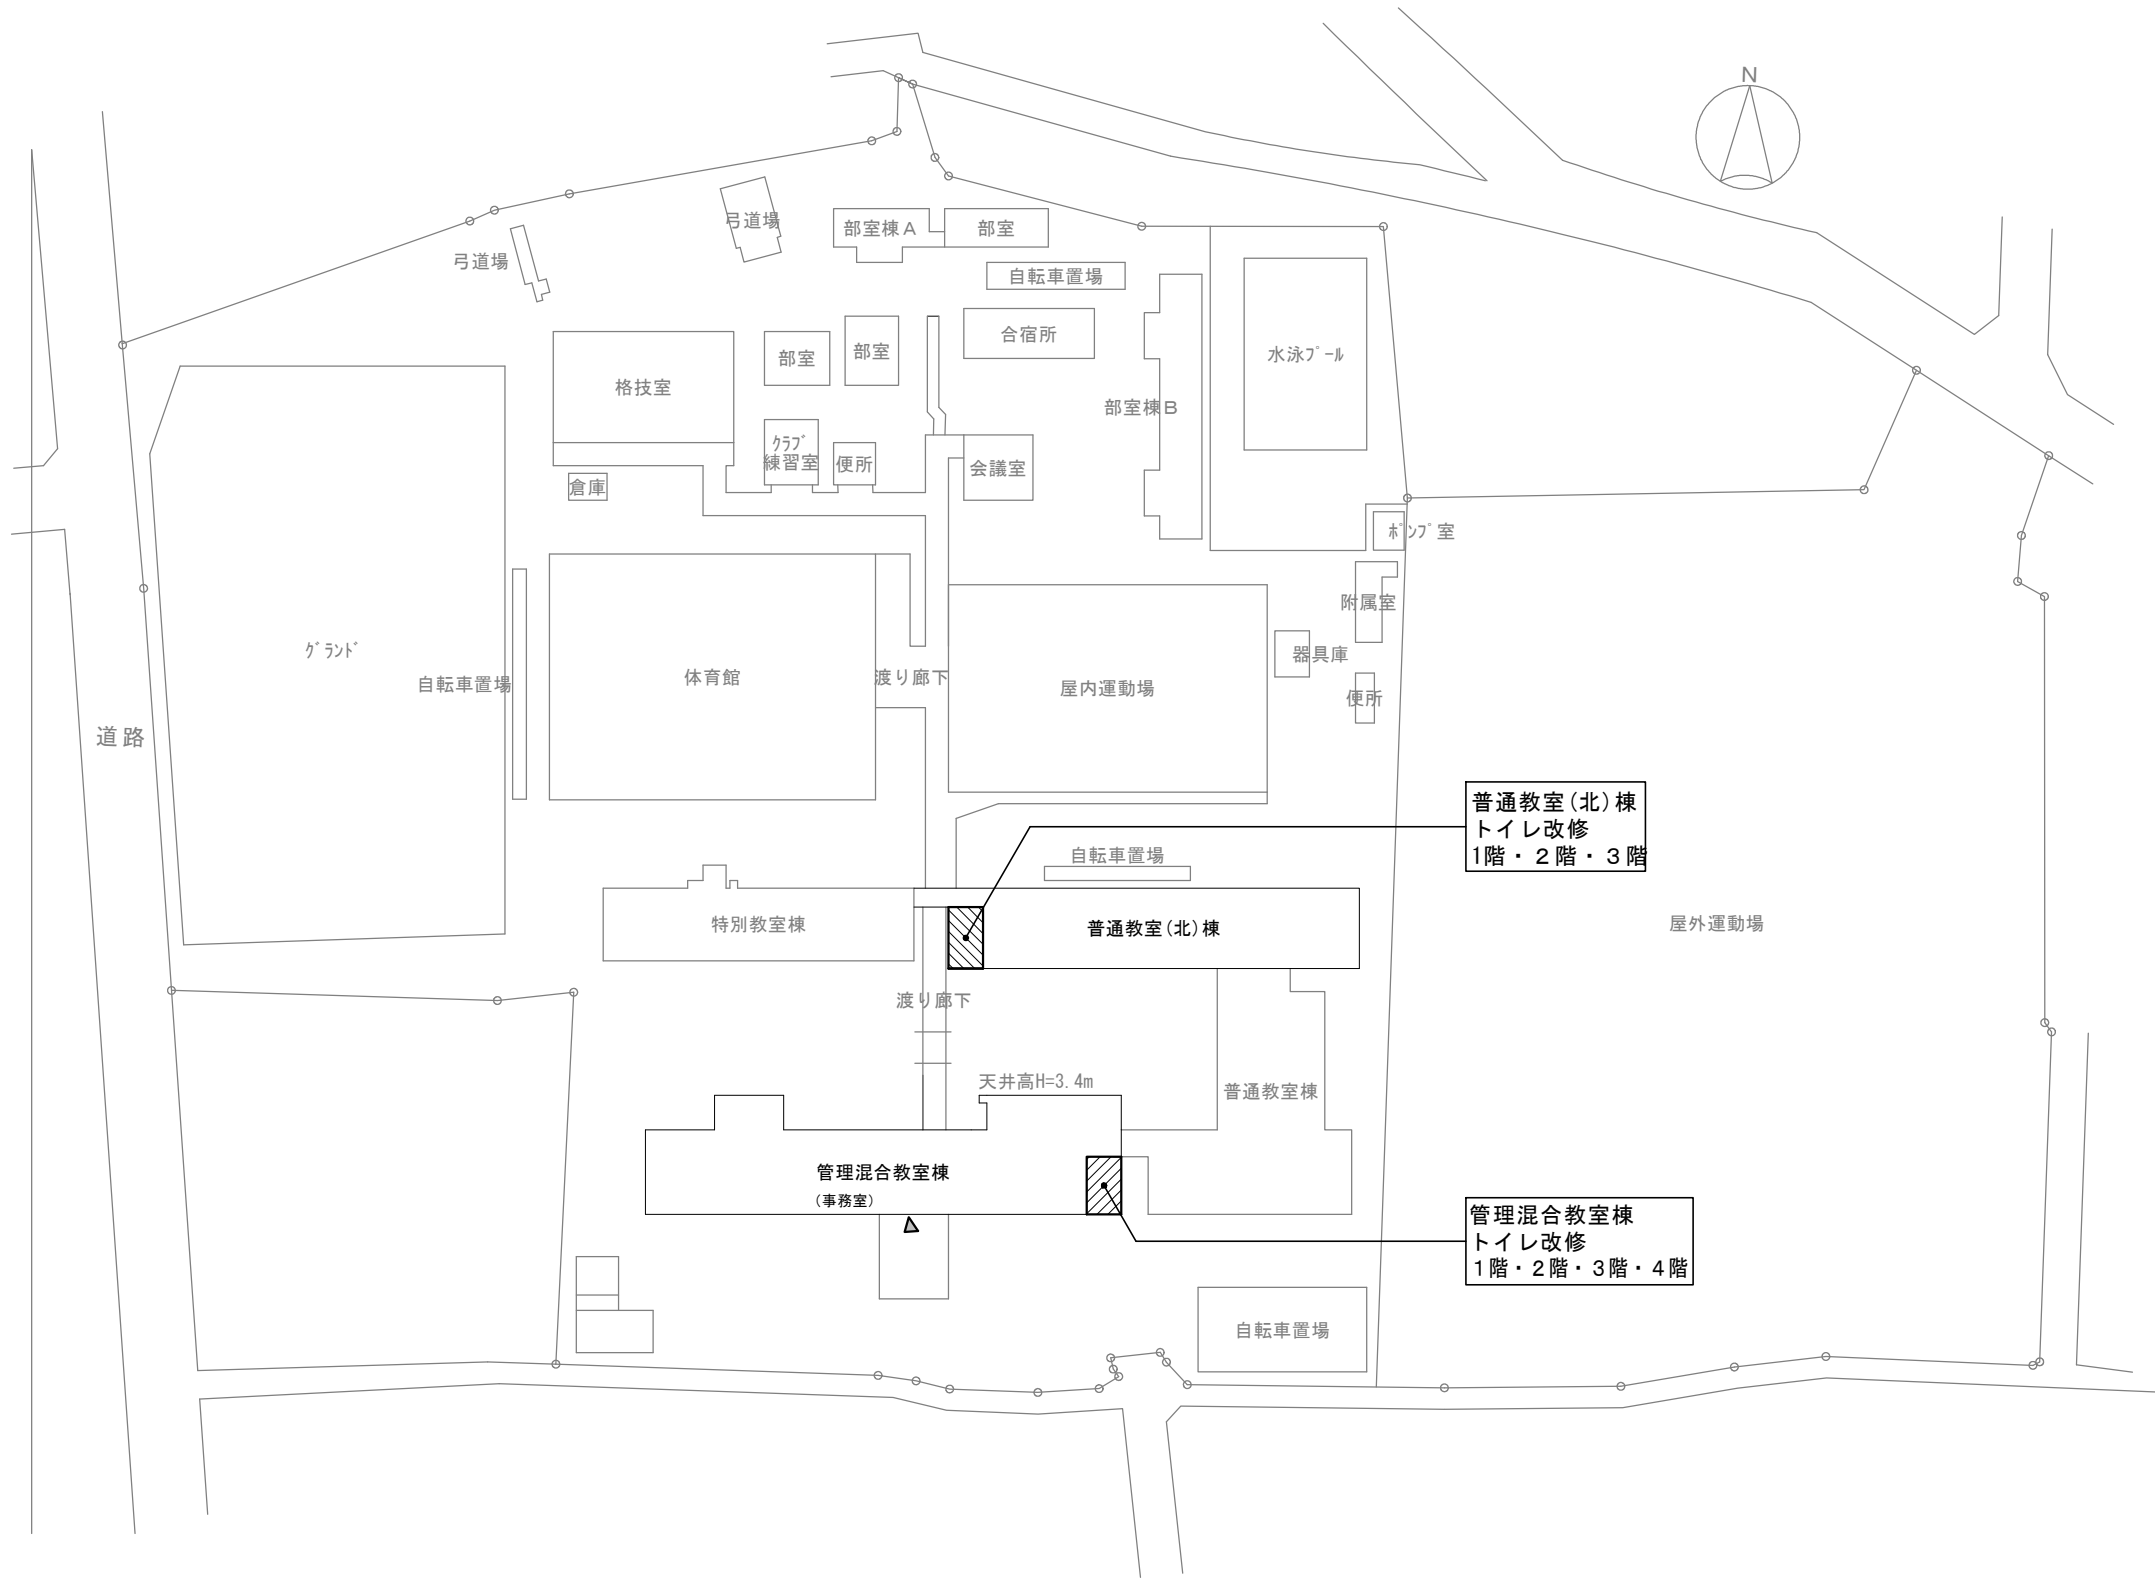 N
弓道場
部室棟A
部室
弓道場
自転車置場
合宿所
部室
部室
水泳ﾌﾟｰﾙ
格技室
部室棟B
ｸﾗﾌﾞ
練習室
便所
会議室
倉庫
ﾎﾟﾝﾌﾟ室
附属室
ｸﾞﾗﾝﾄﾞ
器具庫
自転車置場
体育館
渡り廊下
屋内運動場
便所
道路
普通教室(北)棟
トイレ改修
1階・2階・3階
自転車置場
特別教室棟
普通教室(北)棟
屋外運動場
渡り廊下
天井高H=3.4m
普通教室棟
管理混合教室棟
(事務室)
管理混合教室棟
トイレ改修
1階・2階・3階・4階
自転車置場